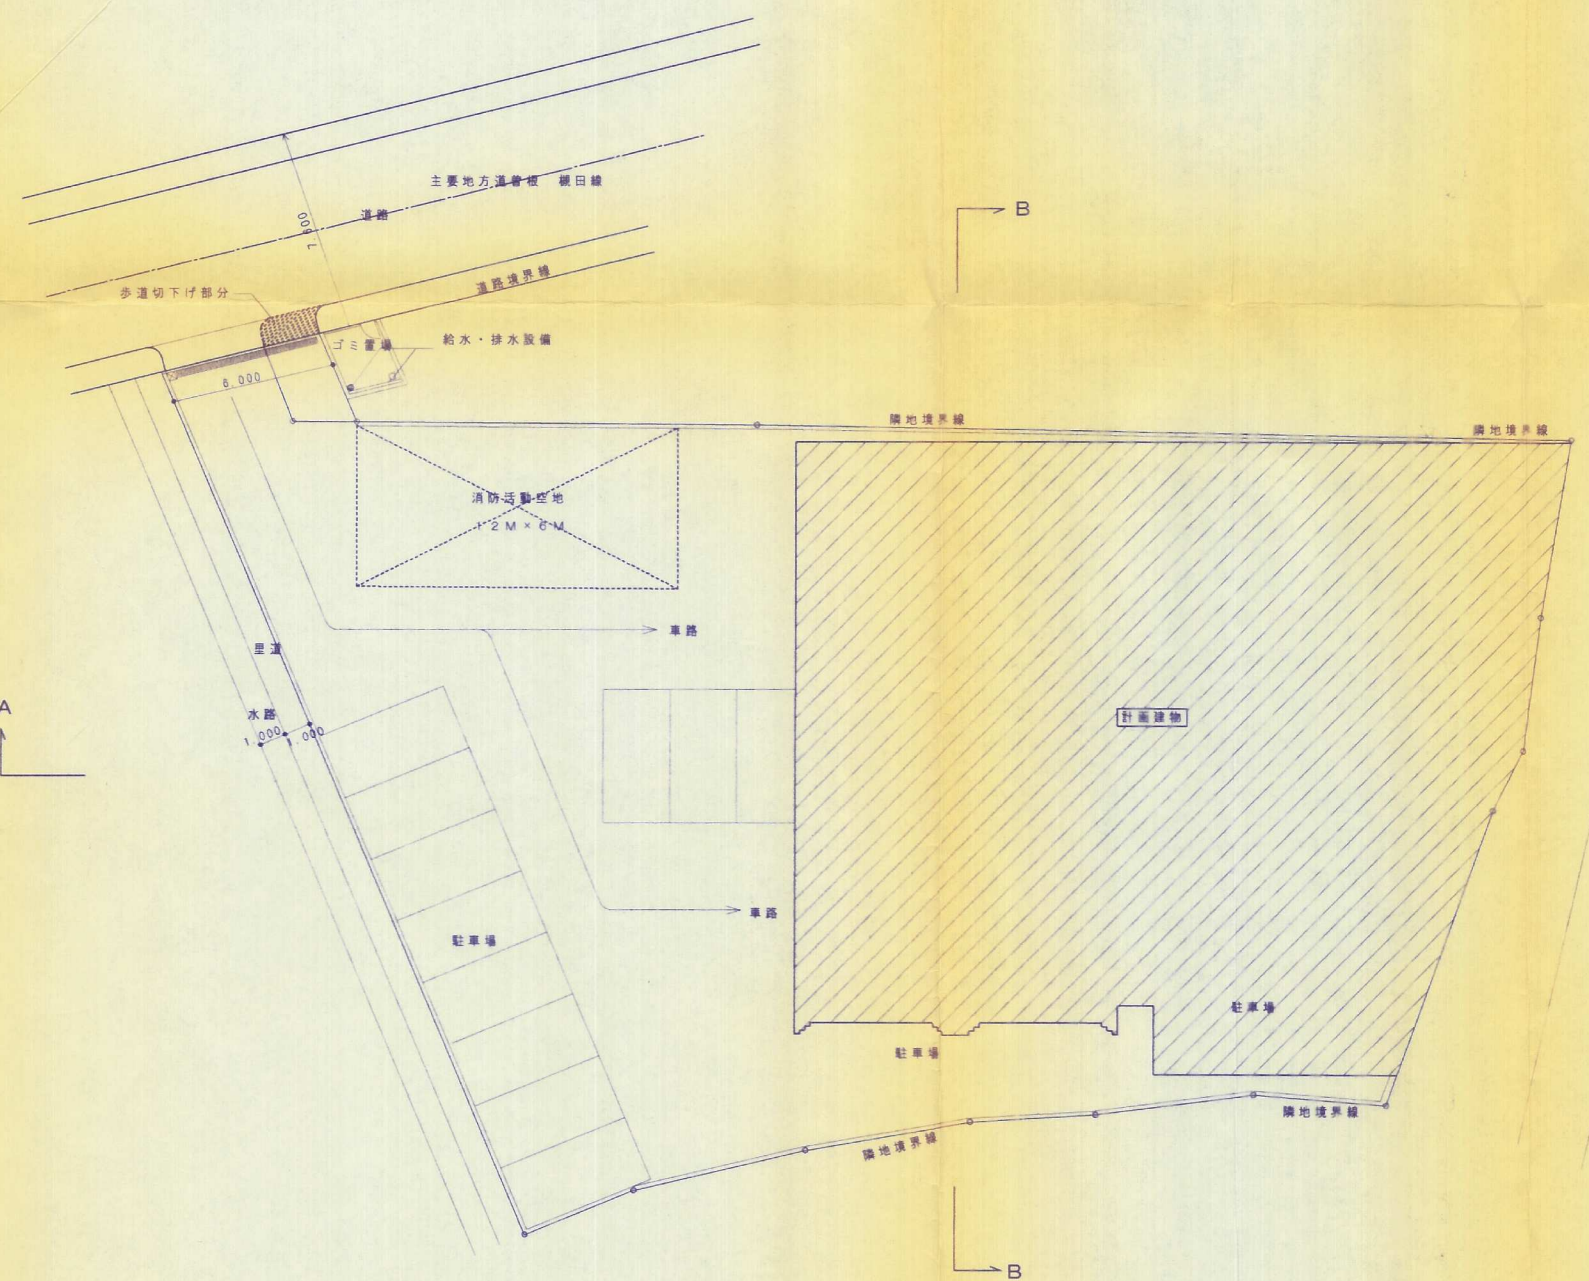 主要地方道曽根 槻田線
道路
7.600
B
道路境界線
歩道切下げ部分
ゴミ置場
給水・排水設備
6.000
隣地境界線
隣地境界線
消防活動空地
12M×6M
車路
里道
A
水路
1.000
1.000
計画建物
車路
駐車場
駐車場
駐車場
隣地境界線
隣地境界線
B